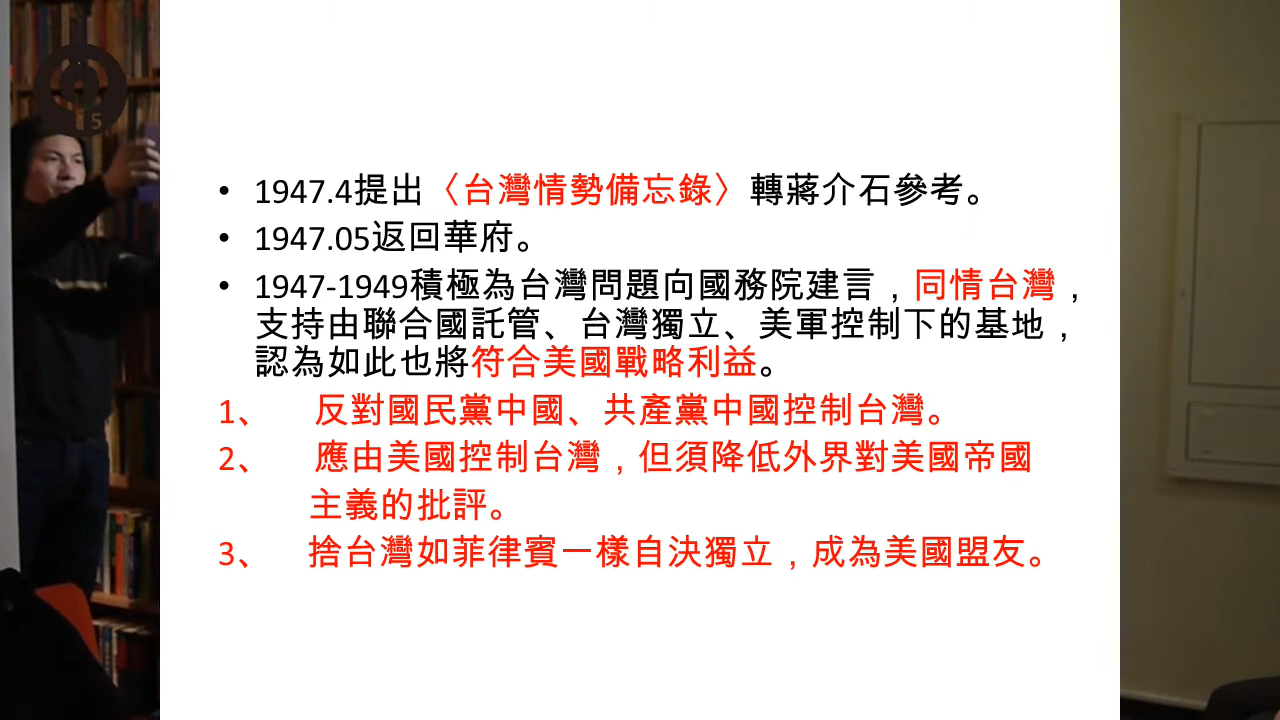 • 1947.4提出〈台灣情勢備忘錄〉轉蔣介石參考。
• 1947.05返回華府。
• 1947-1949積極為台灣問題向國務院建言，同情台灣，
支持由聯合國託管、台灣獨立、美軍控制下的基地，
認為如此也將符合美國戰略利益。
1、 反對國民黨中國、共產黨中國控制台灣。
2、 應由美國控制台灣，但須降低外界對美國帝國
主義的批評。
3、 捨台灣如菲律賓一樣自決獨立，成為美國盟友。